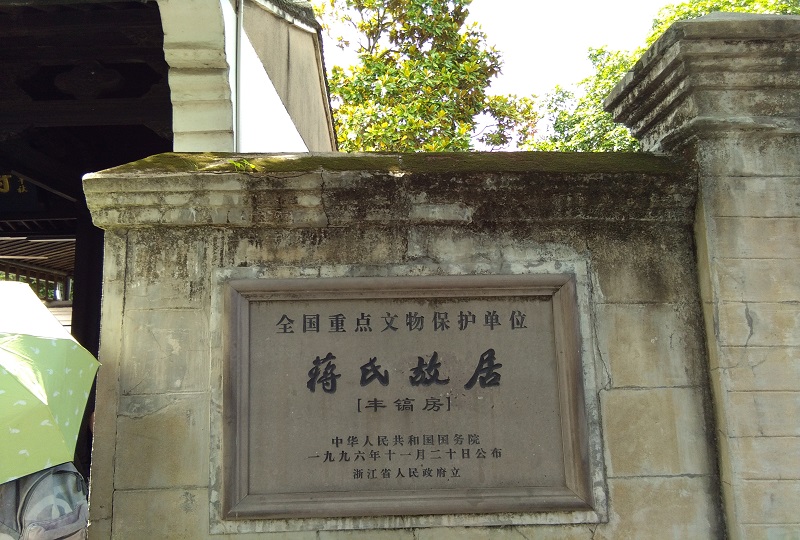 全国重点文物保护单位
蒋氏故居
[丰镐房]
中华人民共和国国务院
一九九六年十一月二十日公布
浙江省人民政府立